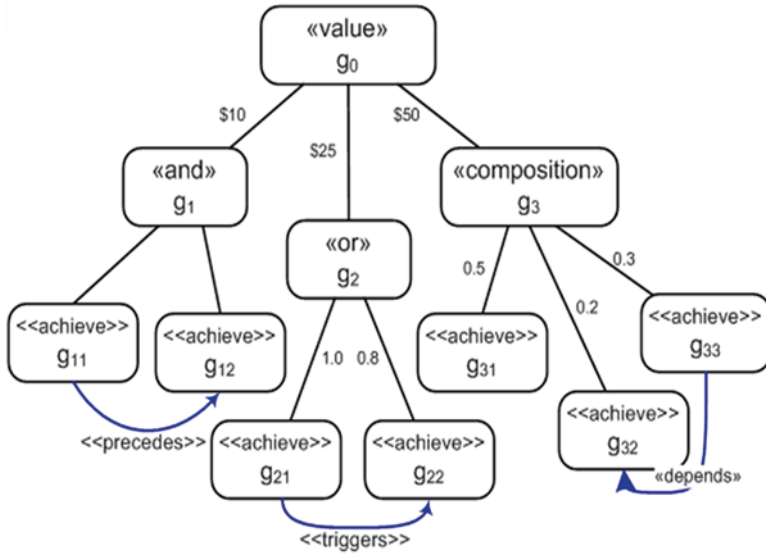 «value»
g₀
$10
$25
$50
«and»
g₁
«composition»
g₃
«or»
g₂
0.5
0.2
0.3
<<achieve>>
g₁₁
<<achieve>>
g₁₂
<<achieve>>
g₃₁
<<achieve>>
g₃₃
1.0
0.8
<<precedes>>
<<achieve>>
g₂₁
<<achieve>>
g₂₂
<<achieve>>
g₃₂
«depends»
<<triggers>>